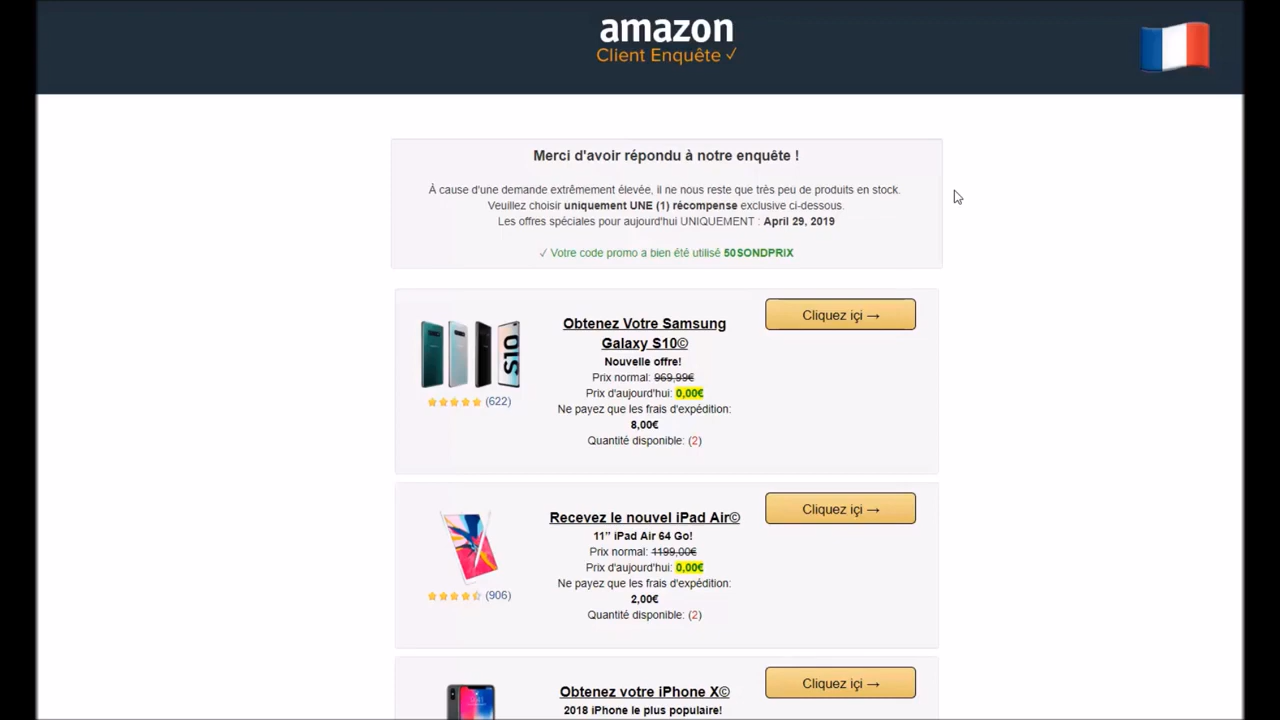 amazon
Client Enquête ✓
Merci d'avoir répondu à notre enquête !
À cause d'une demande extrêmement élevée, il ne nous reste que très peu de produits en stock.
Veuillez choisir uniquement UNE (1) récompense exclusive ci-dessous.
Les offres spéciales pour aujourd'hui UNIQUEMENT : April 29, 2019
✓ Votre code promo a bien été utilisé 50SONDPRIX
Obtenez Votre Samsung
Galaxy S10©
Nouvelle offre!
Prix normal: 969,99€
Prix d'aujourd'hui: 0,00€
Ne payez que les frais d'expédition:
8,00€
Quantité disponible: (2)
Cliquez içi →
S10
(622)
Recevez le nouvel iPad Air©
11” iPad Air 64 Go!
Prix normal: 1199,00€
Prix d'aujourd'hui: 0,00€
Ne payez que les frais d'expédition:
2,00€
Quantité disponible: (2)
Cliquez içi →
(906)
Obtenez votre iPhone X©
2018 iPhone le plus populaire!
Cliquez içi →